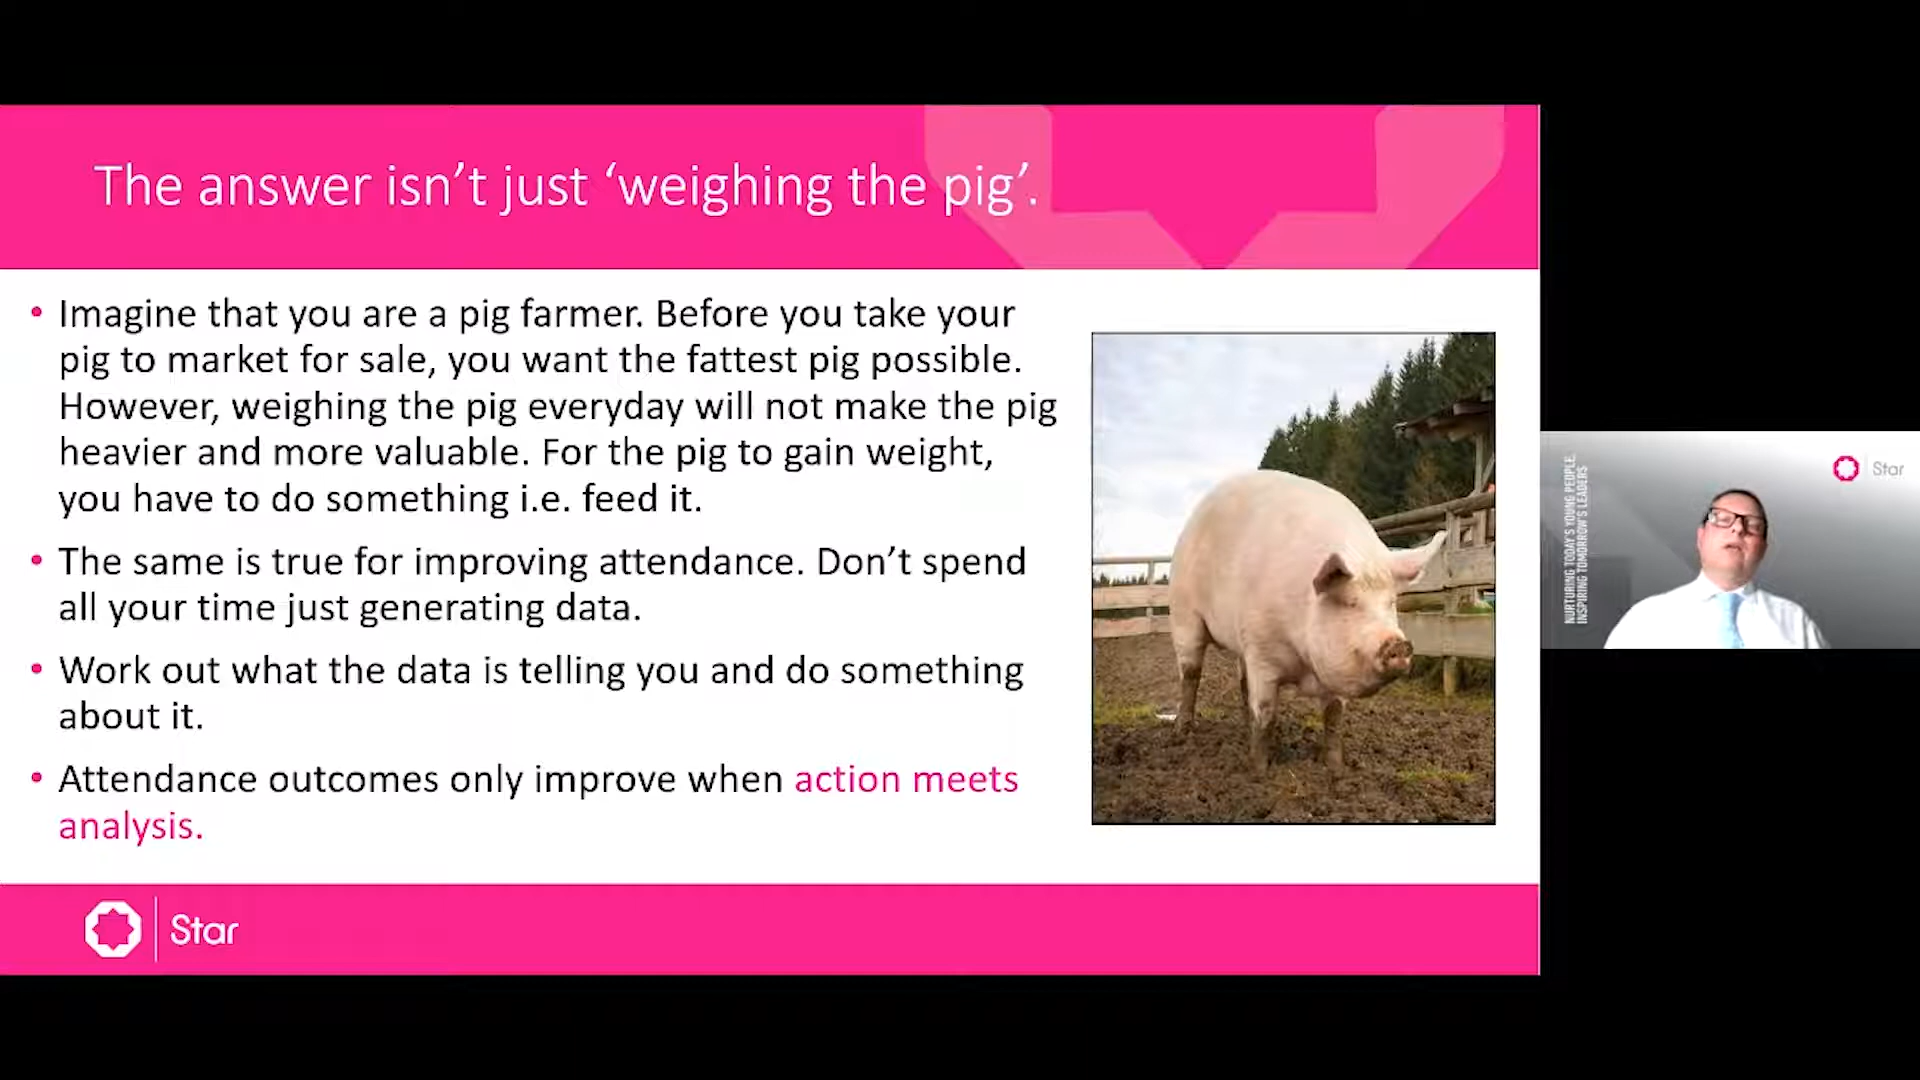 The answer isn’t just ‘weighing the pig’.
• Imagine that you are a pig farmer. Before you take your
pig to market for sale, you want the fattest pig possible.
However, weighing the pig everyday will not make the pig
heavier and more valuable. For the pig to gain weight,
you have to do something i.e. feed it.
• The same is true for improving attendance. Don’t spend
all your time just generating data.
• Work out what the data is telling you and do something
about it.
• Attendance outcomes only improve when action meets
analysis.
Star
NURTURING TODAY'S YOUNG PEOPLE,
INSPIRING TOMORROW'S LEADERS
Star